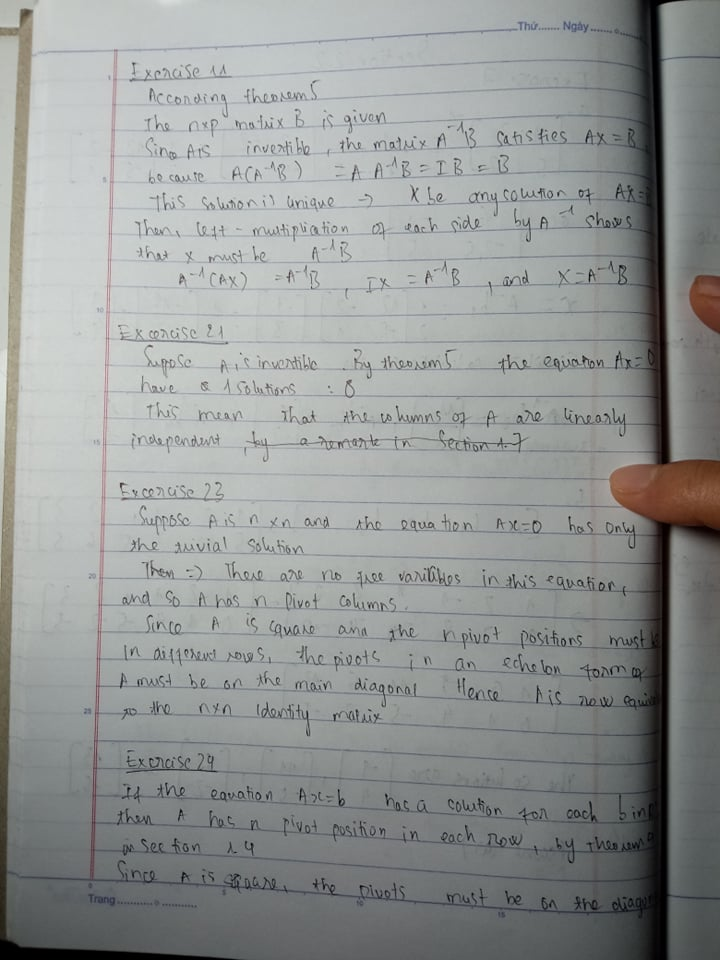 Thứ....... Ngày.......
Exercise 11
According theorem 5
The n×p matrix B is given
Since A is invertible, the matrix A⁻¹B satisfies AX = B
because A(A⁻¹B) = A A⁻¹B = IB = B
This solution is unique → X be any solution of AX =
Then, left-multiplication of each side by A⁻¹ shows
that x must be A⁻¹B
A⁻¹(AX) = A⁻¹B, IX = A⁻¹B, and X = A⁻¹B
10
Excercise 21
Supose A is invertible. By theorem 5 the equation Ax = 0
have 1 solutions : 0
This mean that the columns of A are linearly
15 independent, by a remark in Section 1.7
Excercise 23
Suppose A is n×n and the equation Ax=0 has only
the trivial solution
20 Then => There are no free variables in this equation,
and so A has n pivot columns.
Since A is square and the n pivot positions must
in different rows, the pivots in an echelon form of
A must be on the main diagonal Hence A is row
25 to the n×n Identity matrix
Exercise 24
If the equation Ax=b has a solution for each b in
then A has n pivot position in each row, by theorem 4
in section 1.4
Since A is square, the pivots must be on the
Trang